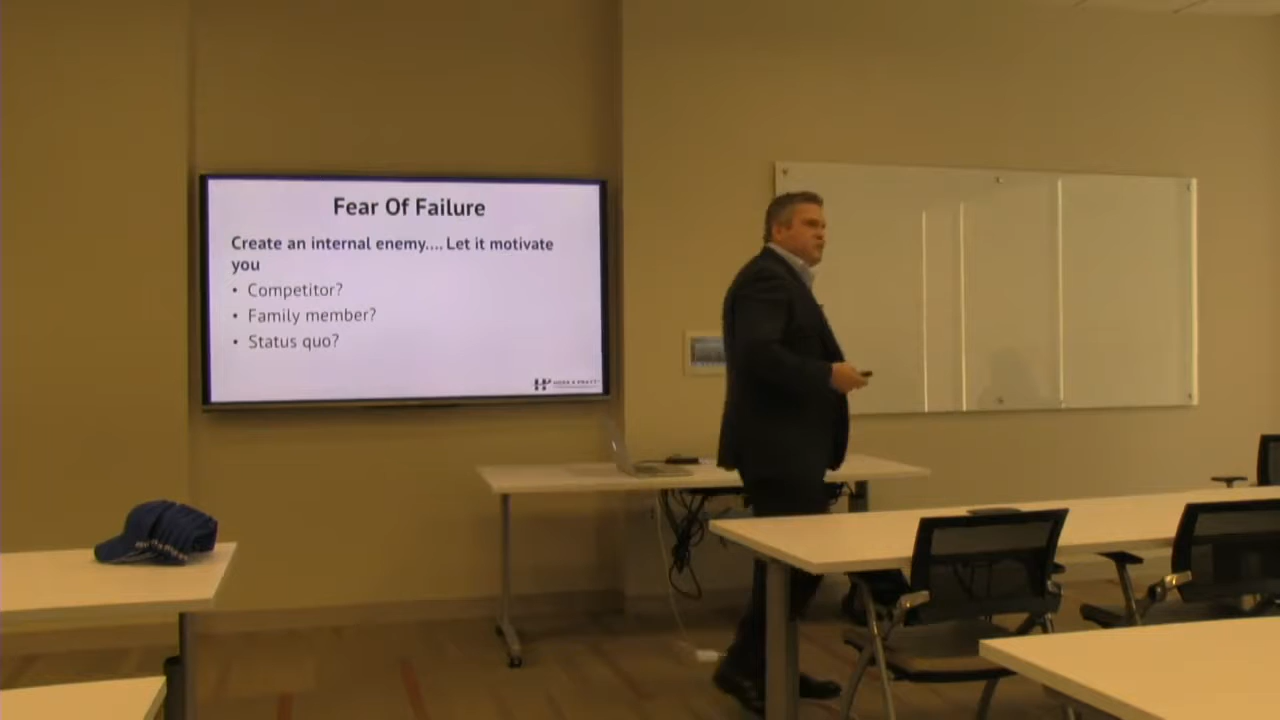 Fear Of Failure
Create an internal enemy.... Let it motivate
you
• Competitor?
• Family member?
• Status quo?